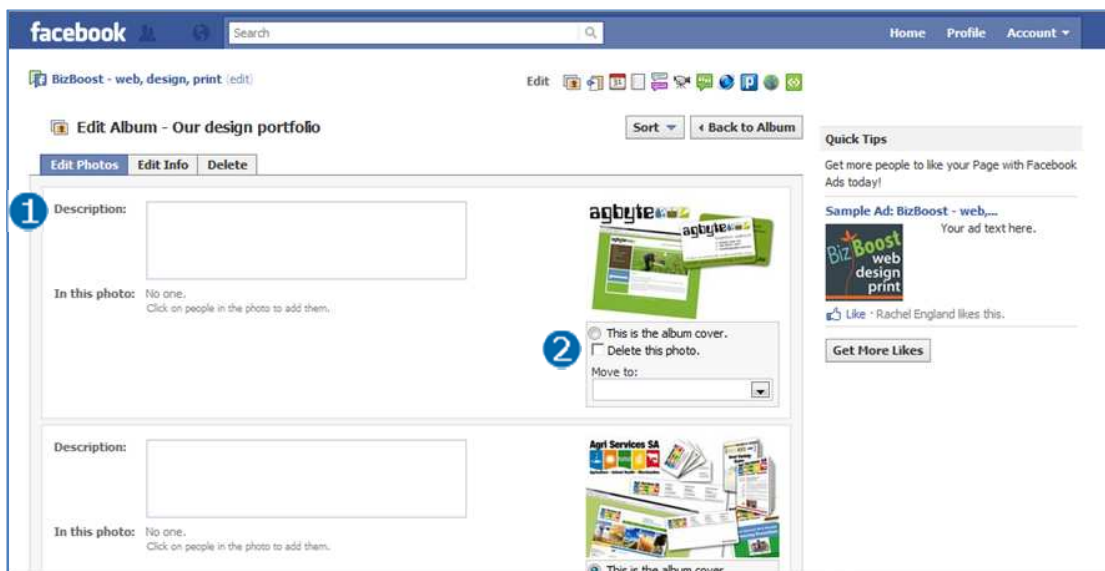 facebook Search Home Profile Account
BizBoost - web, design, print (edit) Edit
31 P
Edit Album - Our design portfolio Sort Back to Album
Quick Tips
Edit Photos Edit Info Delete
Get more people to like your Page with Facebook
Ads today!
1 Description:
agbyte
agbyte
Sample Ad: BizBoost - web,...
Your ad text here.
Biz Boost
web
design
print
In this photo: No one.
Click on people in the photo to add them.
Like · Rachel England likes this.
This is the album cover.
2 Delete this photo.
Get More Likes
Move to:
Description:
Agri Services SA
In this photo: No one.
Click on people in the photo to add them.
This is the album cover.